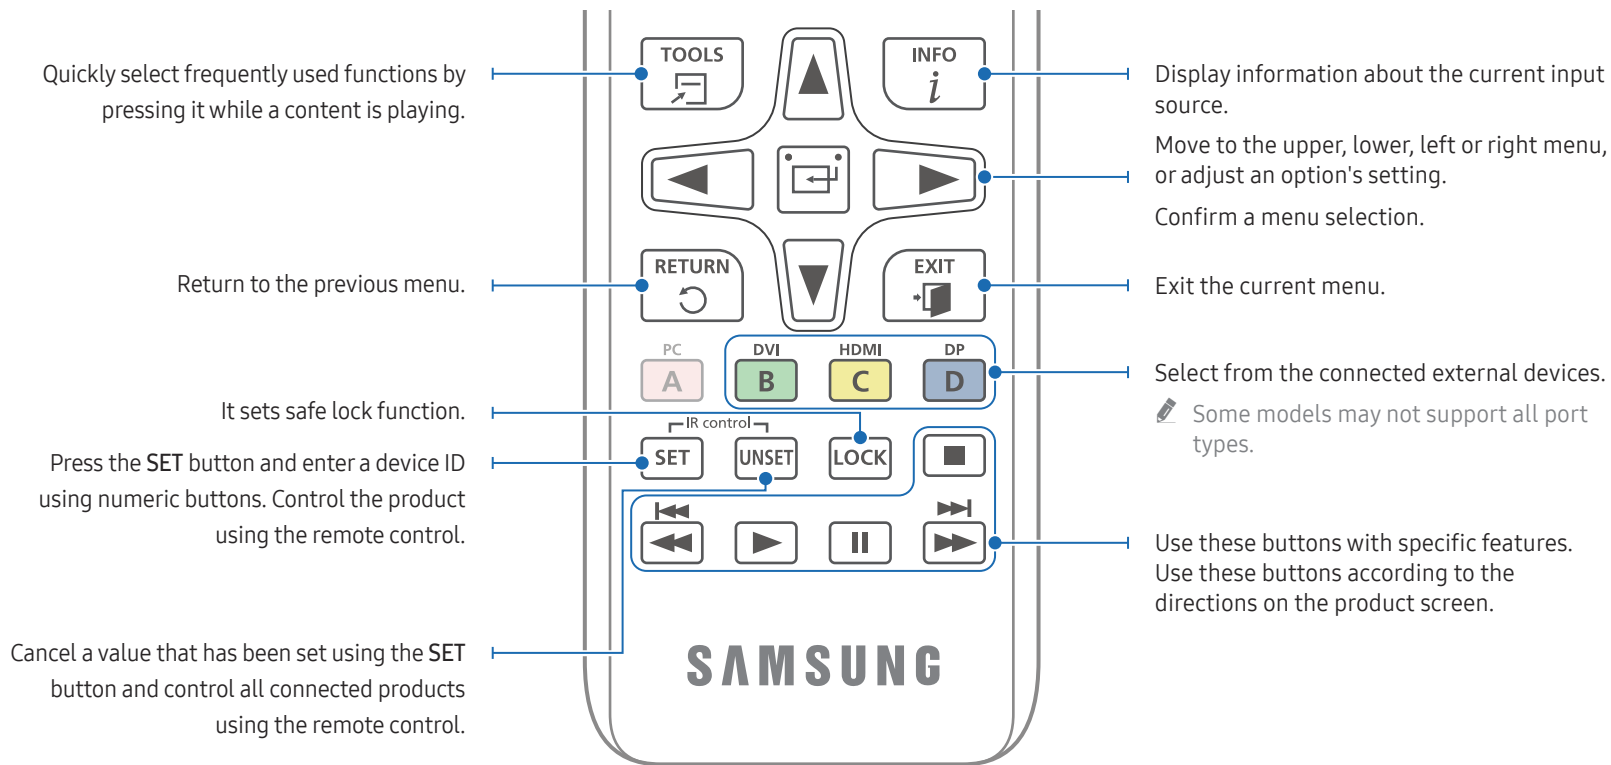 Quickly select frequently used functions by
pressing it while a content is playing.
Return to the previous menu.
It sets safe lock function.
Press the SET button and enter a device ID
using numeric buttons. Control the product
using the remote control.
Cancel a value that has been set using the SET
button and control all connected products
using the remote control.
TOOLS
INFO
i
RETURN
EXIT
PC
DVI
HDMI
DP
A
B
C
D
IR control
SET
UNSET
LOCK
SAMSUNG
Display information about the current input
source.
Move to the upper, lower, left or right menu,
or adjust an option's setting.
Confirm a menu selection.
Exit the current menu.
Select from the connected external devices.
Some models may not support all port
types.
Use these buttons with specific features.
Use these buttons according to the
directions on the product screen.